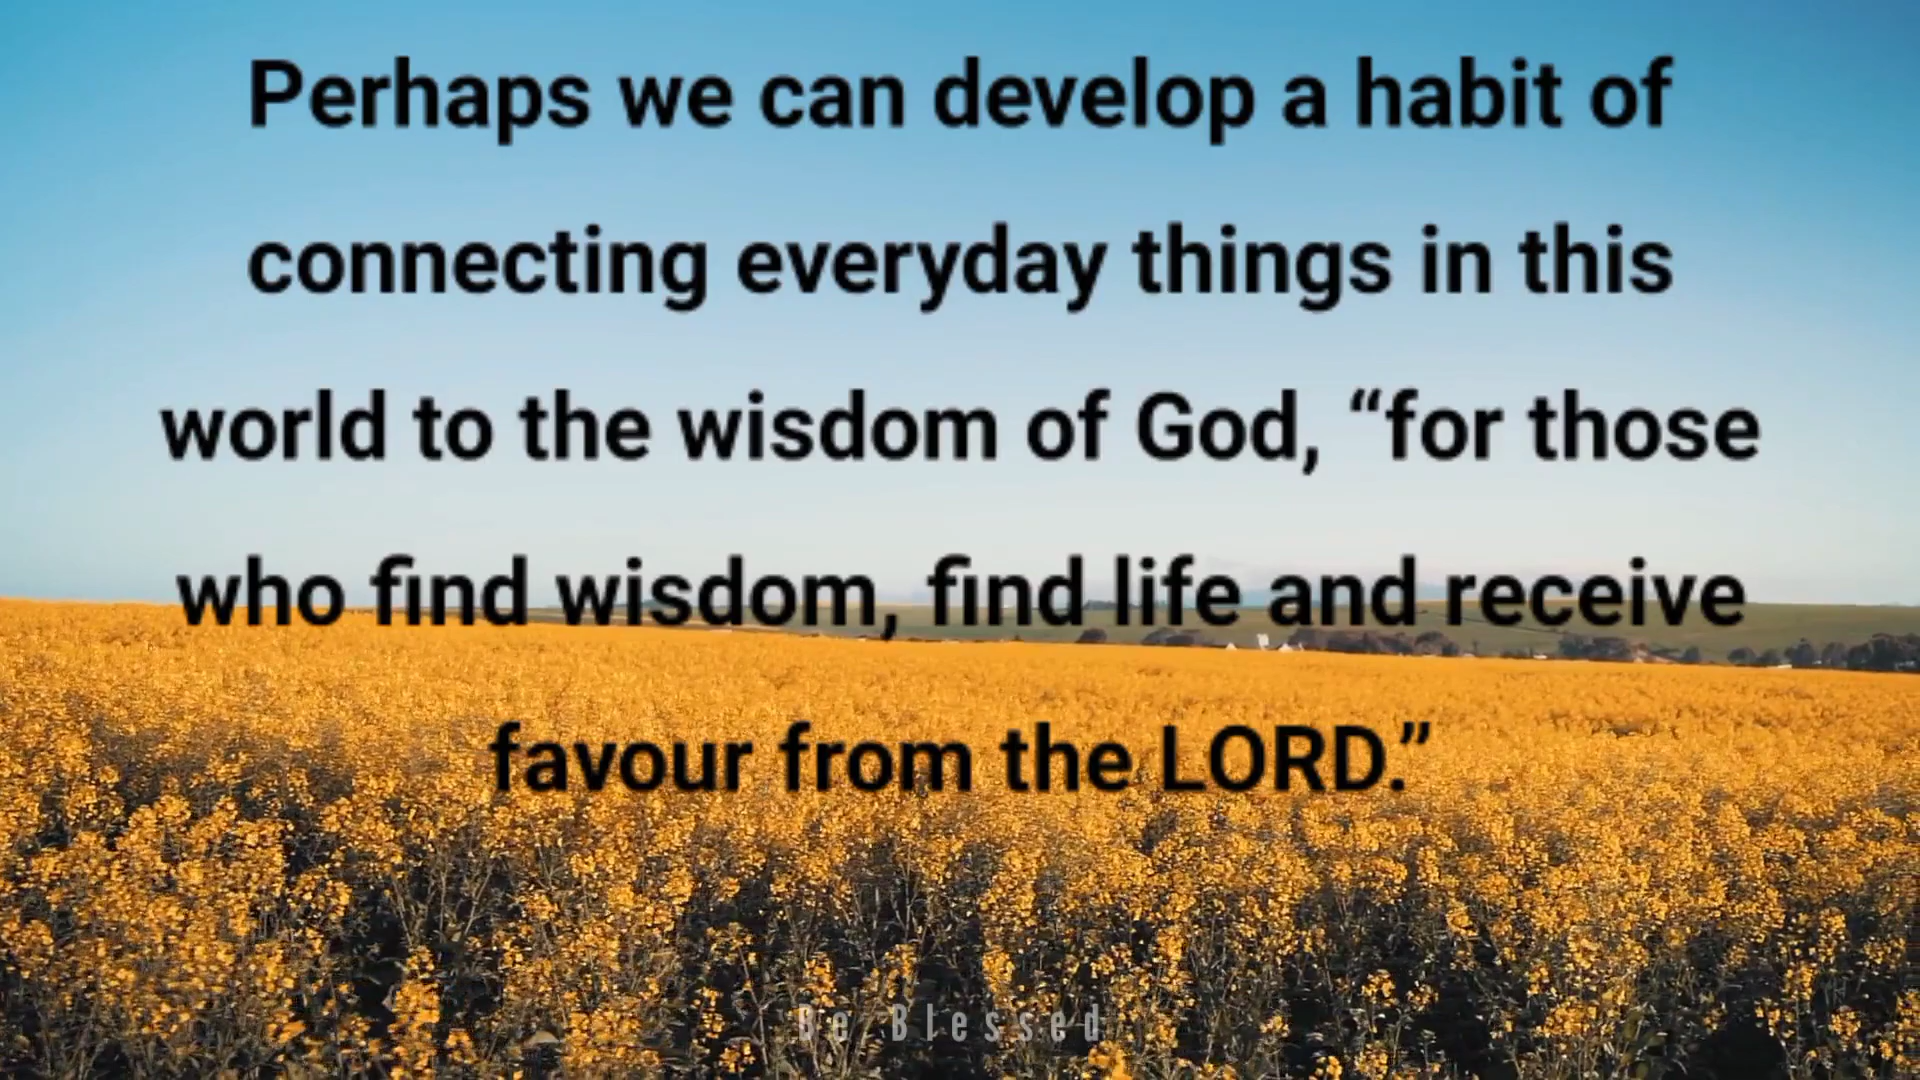 Perhaps we can develop a habit of
connecting everyday things in this
world to the wisdom of God, “for those
who find wisdom, find life and receive
favour from the LORD.”
Be Blessed